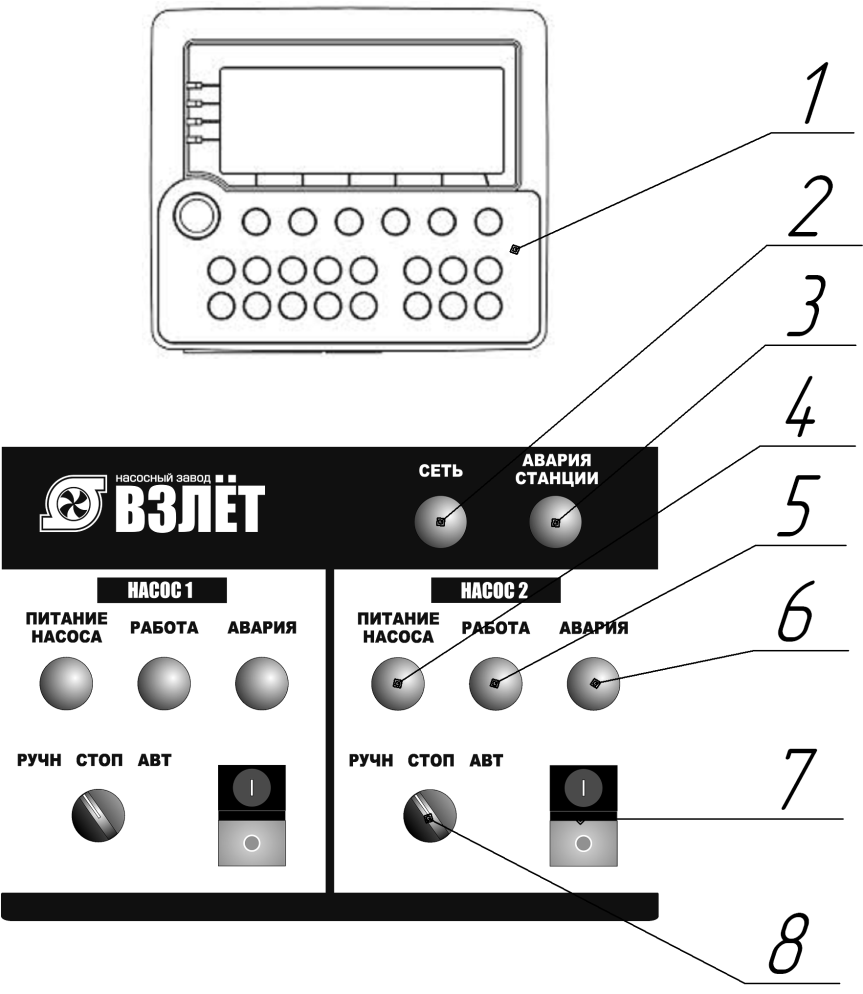 1
2
3
4
5
6
7
8
СЕТЬ
АВАРИЯ
СТАНЦИИ
насосный завод
ВЗЛЁТ
НАСОС 1
НАСОС 2
ПИТАНИЕ
НАСОСА
РАБОТА
АВАРИЯ
ПИТАНИЕ
НАСОСА
РАБОТА
АВАРИЯ
РУЧН СТОП АВТ
РУЧН СТОП АВТ